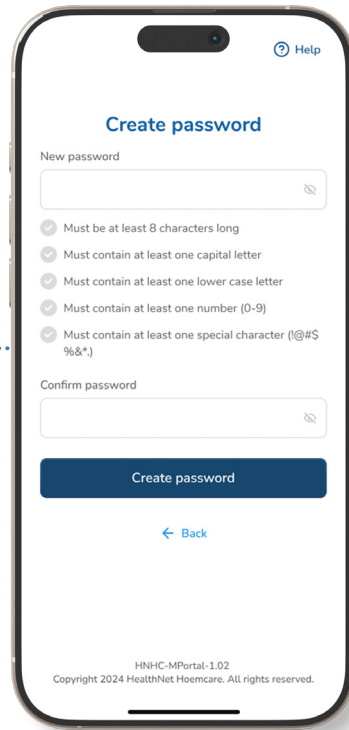 Help
Create password
New password
Must be at least 8 characters long
Must contain at least one capital letter
Must contain at least one lower case letter
Must contain at least one number (0-9)
Must contain at least one special character (!@#$
%&*.)
Confirm password
Create password
Back
HNHC-MPortal-1.02
Copyright 2024 HealthNet Hoemcare. All rights reserved.